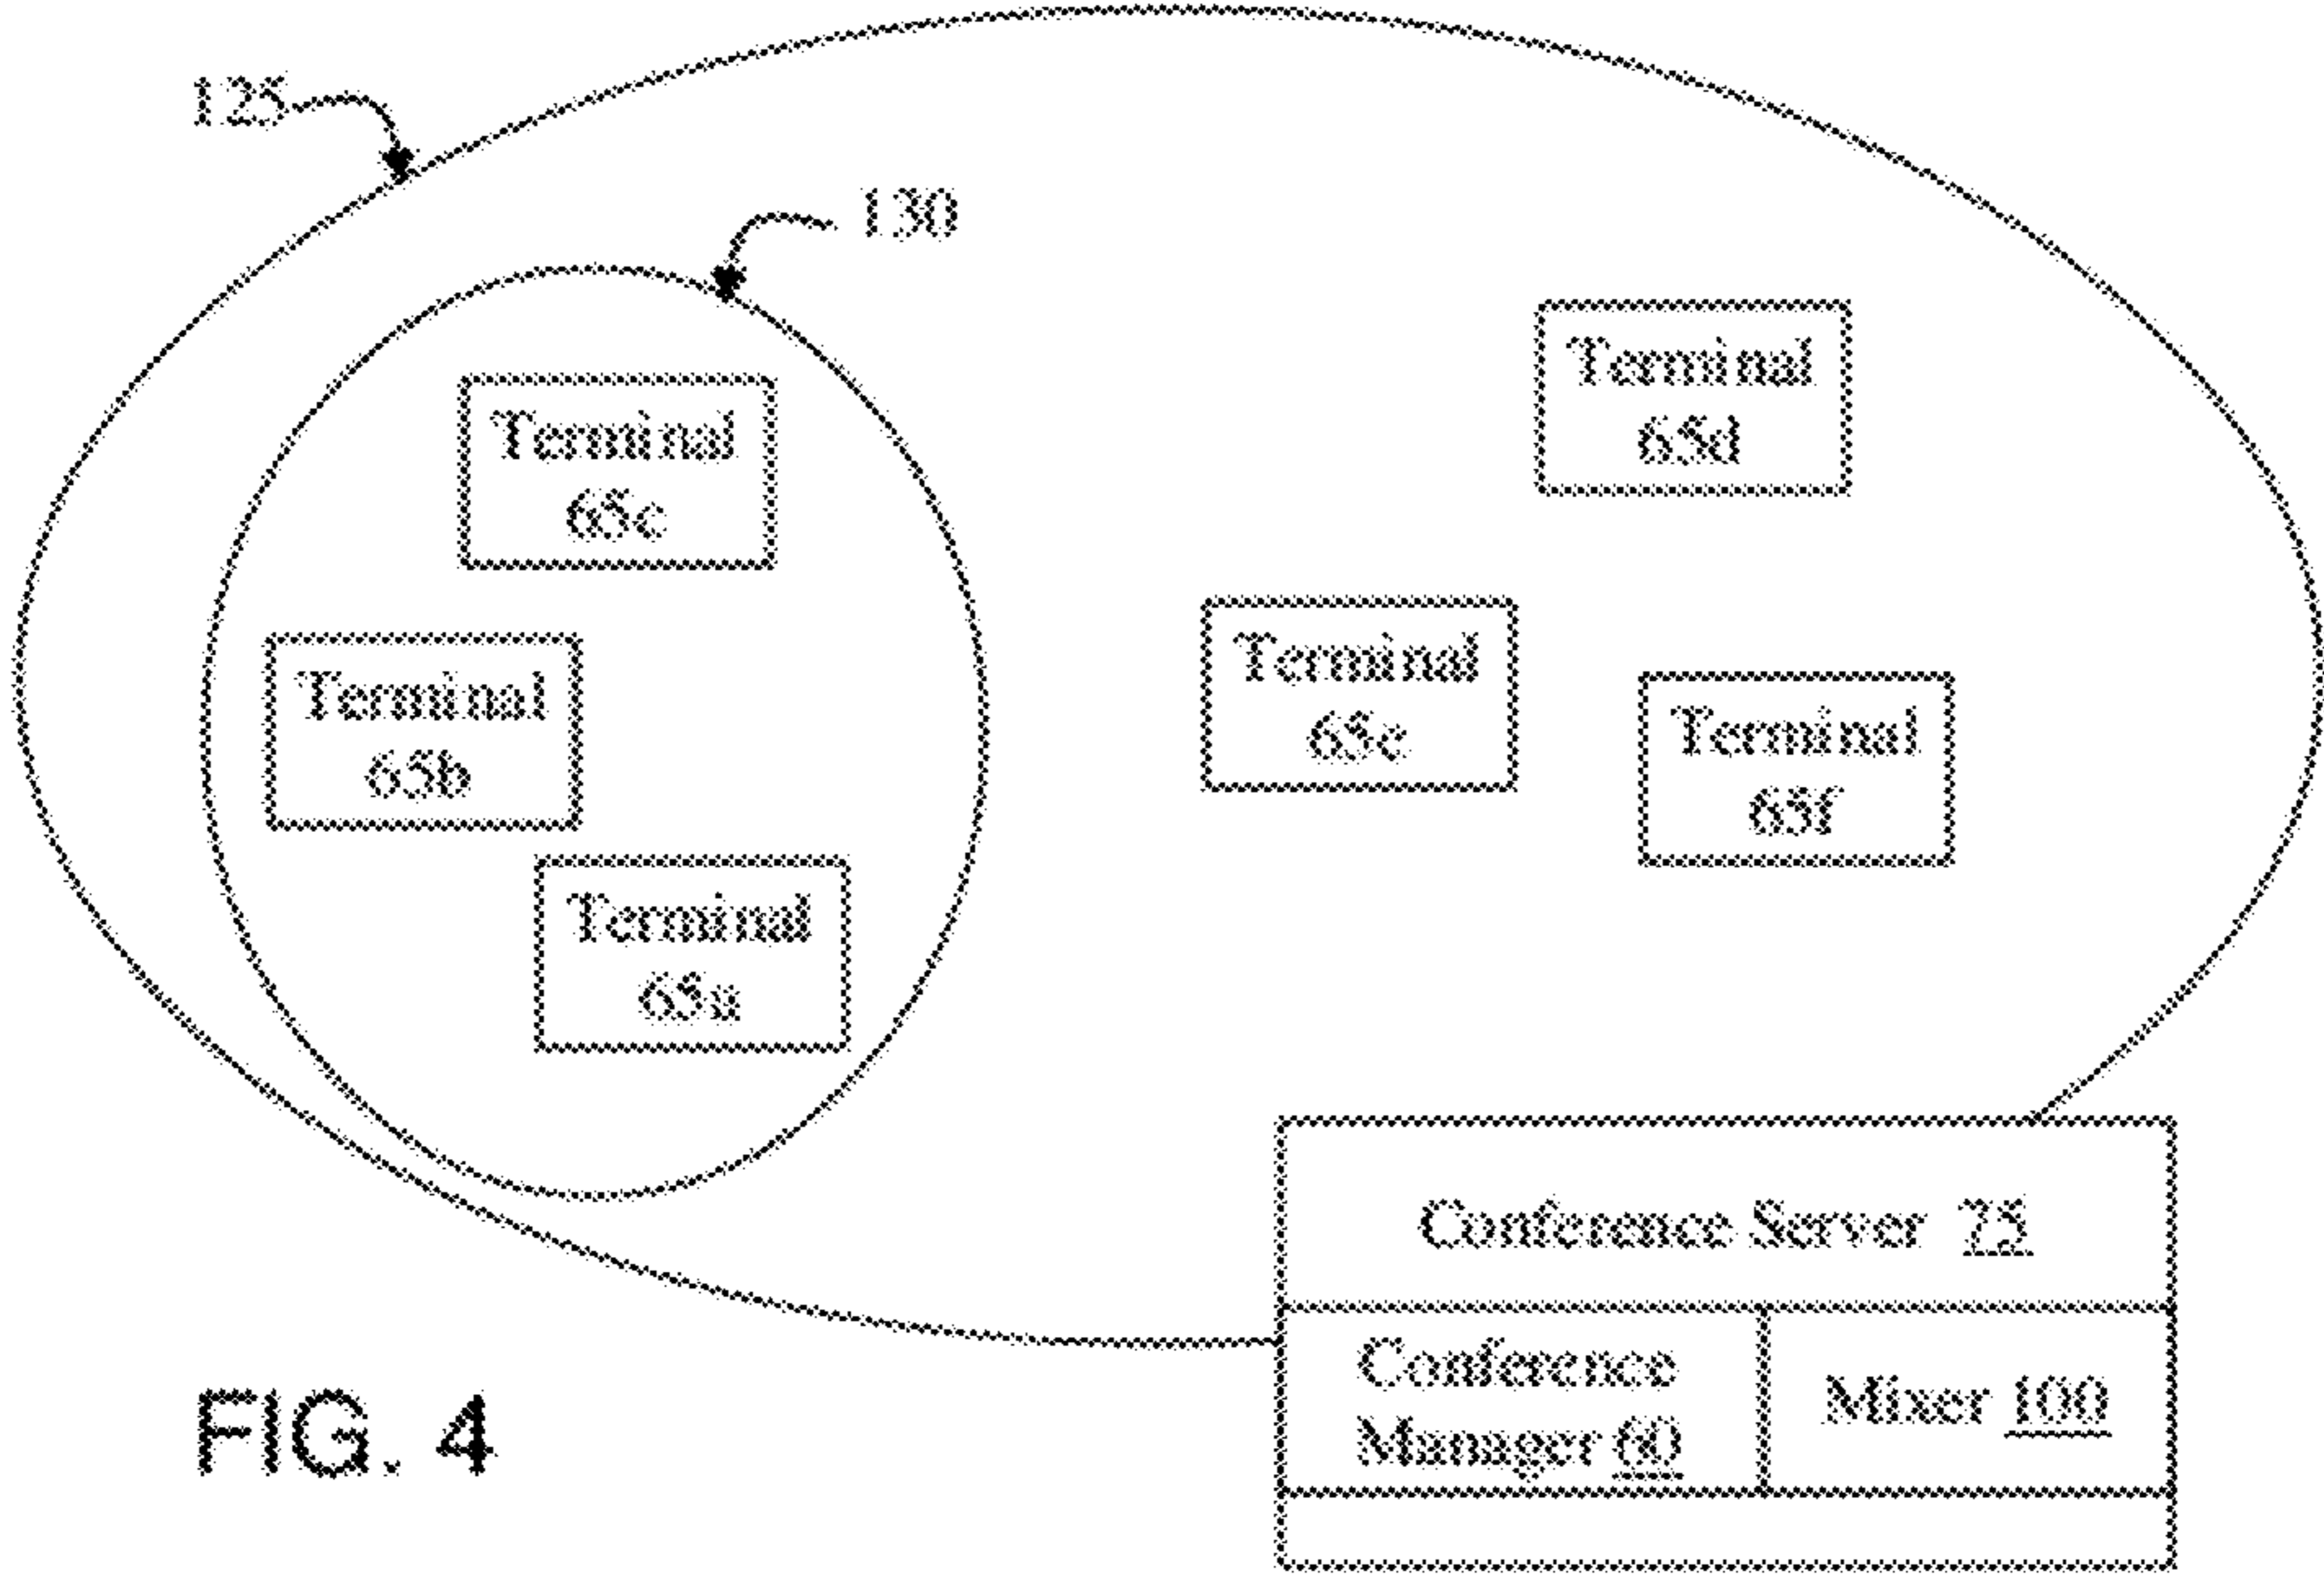 125
130
Terminal
65d
Terminal
65c
Terminal
65e
Terminal
65b
Terminal
65f
Terminal
65a
Conference Server 75
Conference
Manager 60
Mixer 100
FIG. 4